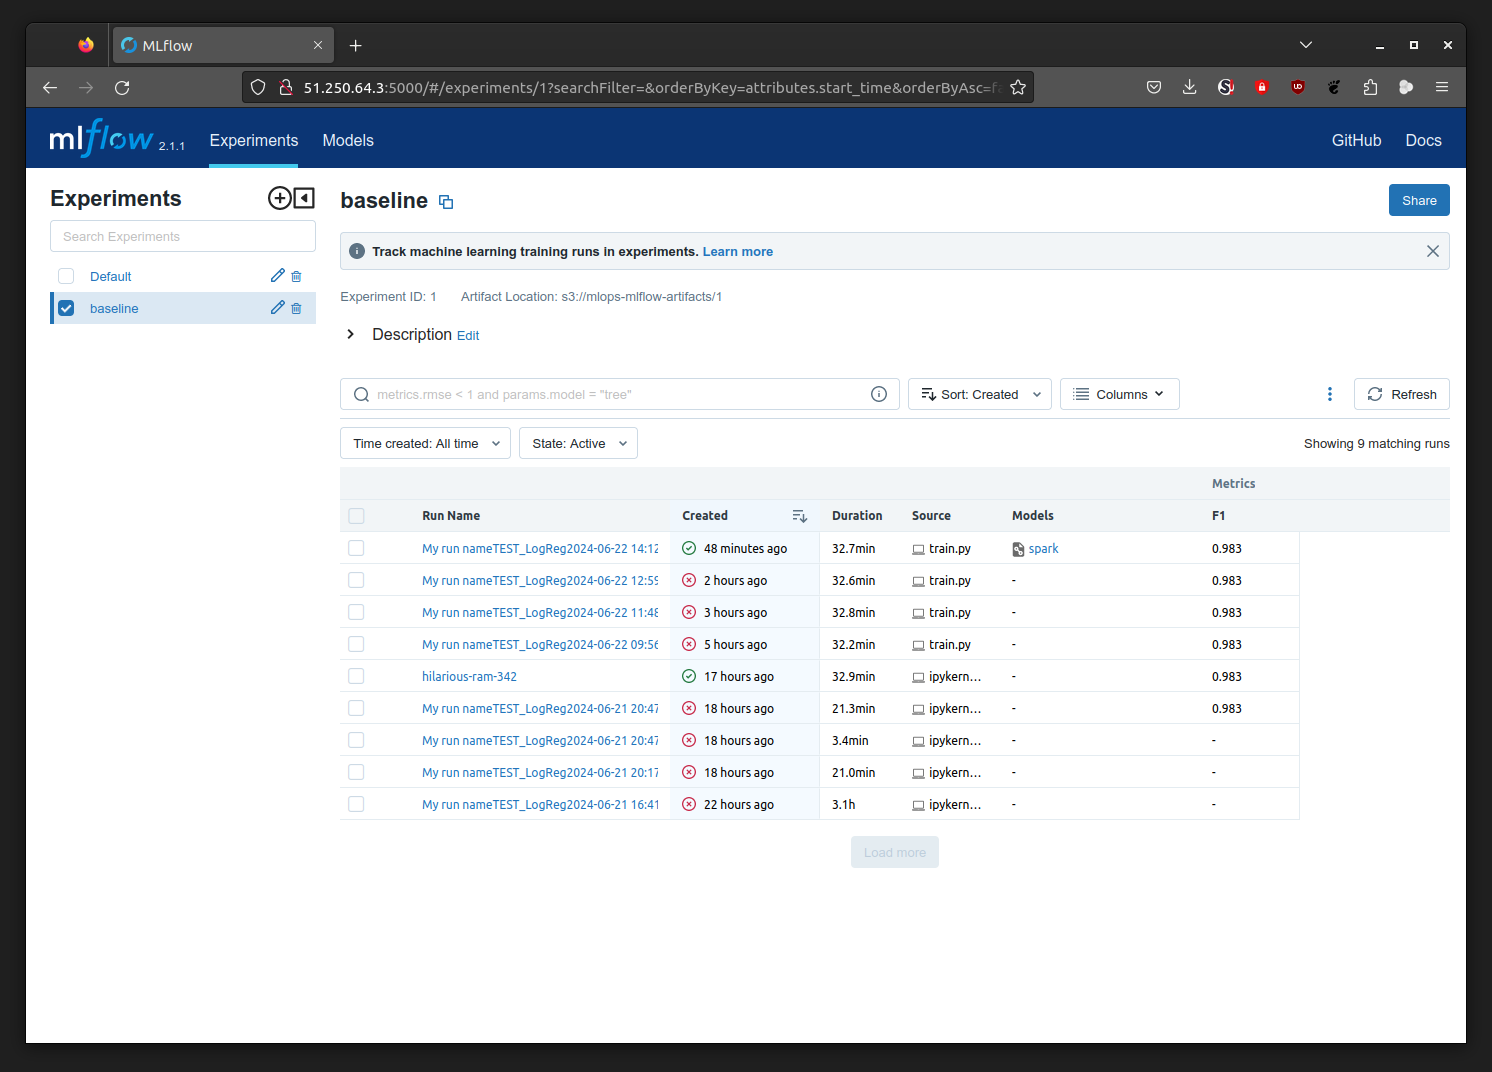 MLflow
51.250.64.3:5000/#/experiments/1?searchFilter=&orderByKey=attributes.start_time&orderByAsc=fa
mlflow 2.1.1 Experiments Models GitHub Docs
Experiments
Search Experiments
Default
baseline
baseline
Share
Track machine learning training runs in experiments. Learn more
Experiment ID: 1 Artifact Location: s3://mlops-mlflow-artifacts/1
Description Edit
metrics.rmse < 1 and params.model = "tree"
Sort: Created
Columns
Refresh
Time created: All time
State: Active
Showing 9 matching runs
Metrics
Run Name Created Duration Source Models F1
My run nameTEST_LogReg2024-06-22 14:12 48 minutes ago 32.7min train.py spark 0.983
My run nameTEST_LogReg2024-06-22 12:59 2 hours ago 32.6min train.py - 0.983
My run nameTEST_LogReg2024-06-22 11:48 3 hours ago 32.8min train.py - 0.983
My run nameTEST_LogReg2024-06-22 09:56 5 hours ago 32.2min train.py - 0.983
hilarious-ram-342 17 hours ago 32.9min ipykern... - 0.983
My run nameTEST_LogReg2024-06-21 20:47 18 hours ago 21.3min ipykern... - 0.983
My run nameTEST_LogReg2024-06-21 20:47 18 hours ago 3.4min ipykern... - -
My run nameTEST_LogReg2024-06-21 20:17 18 hours ago 21.0min ipykern... - -
My run nameTEST_LogReg2024-06-21 16:41 22 hours ago 3.1h ipykern... - -
Load more